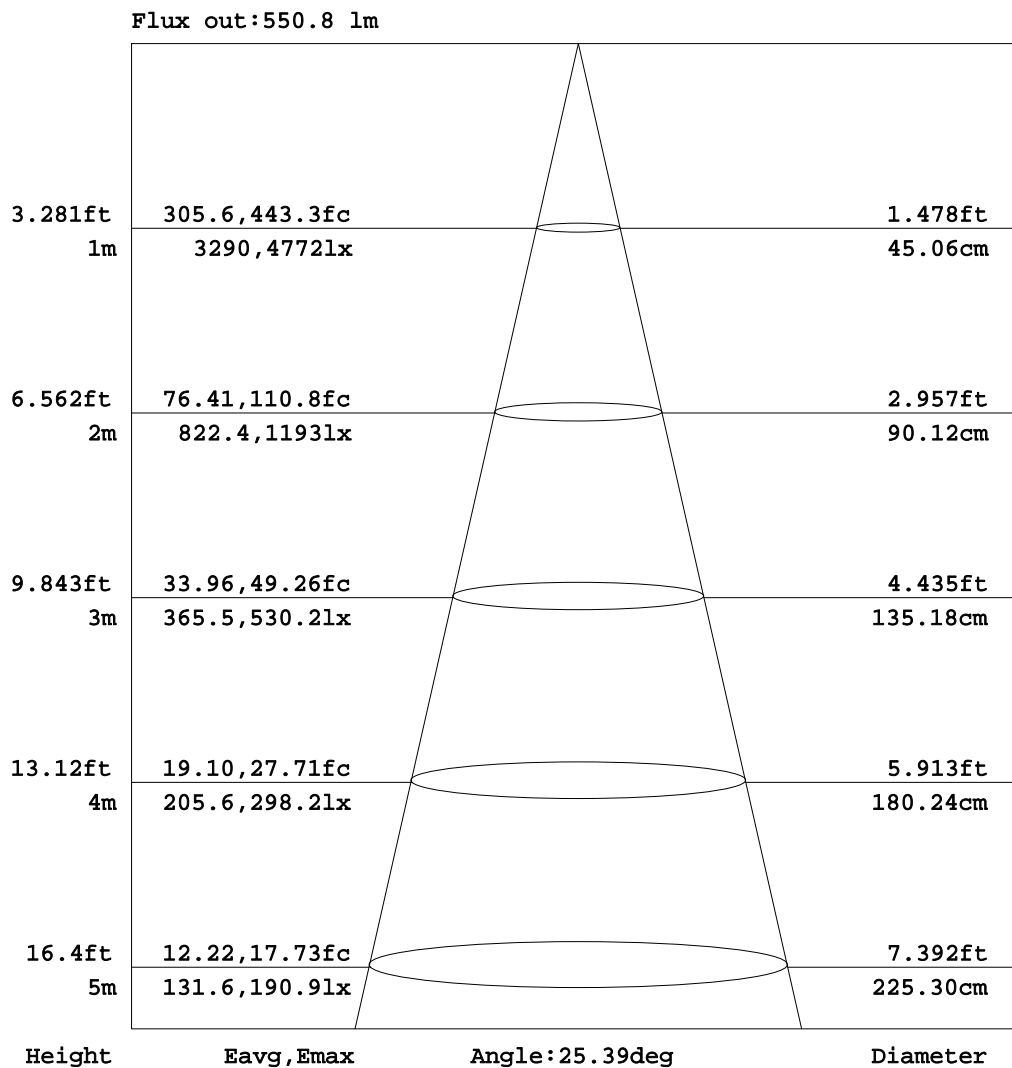 Flux out:550.8 lm
3.281ft 305.6,443.3fc 1.478ft
1m 3290,4772lx 45.06cm
6.562ft 76.41,110.8fc 2.957ft
2m 822.4,1193lx 90.12cm
9.843ft 33.96,49.26fc 4.435ft
3m 365.5,530.2lx 135.18cm
13.12ft 19.10,27.71fc 5.913ft
4m 205.6,298.2lx 180.24cm
16.4ft 12.22,17.73fc 7.392ft
5m 131.6,190.9lx 225.30cm
Height Eavg,Emax Angle:25.39deg Diameter